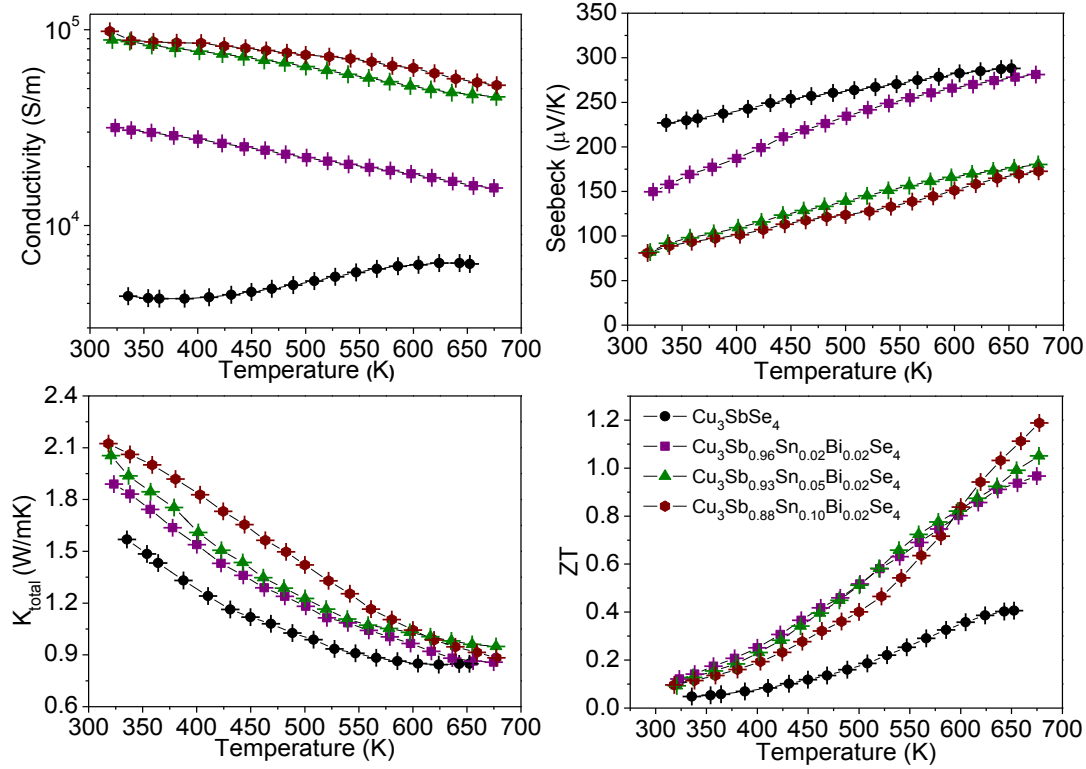 10⁵
10⁴
Conductivity (S/m)
300 350 400 450 500 550 600 650 700
Temperature (K)
350
300
250
200
150
100
50
0
Seebeck (μV/K)
300 350 400 450 500 550 600 650 700
Temperature (K)
2.4
2.1
1.8
1.5
1.2
0.9
0.6
K_total (W/mK)
300 350 400 450 500 550 600 650 700
Temperature (K)
1.2
1.0
0.8
0.6
0.4
0.2
0.0
ZT
Cu₃SbSe₄
Cu₃Sb₀.₉₆Sn₀.₀₂Bi₀.₀₂Se₄
Cu₃Sb₀.₉₃Sn₀.₀₅Bi₀.₀₂Se₄
Cu₃Sb₀.₈₈Sn₀.₁₀Bi₀.₀₂Se₄
300 350 400 450 500 550 600 650 700
Temperature (K)